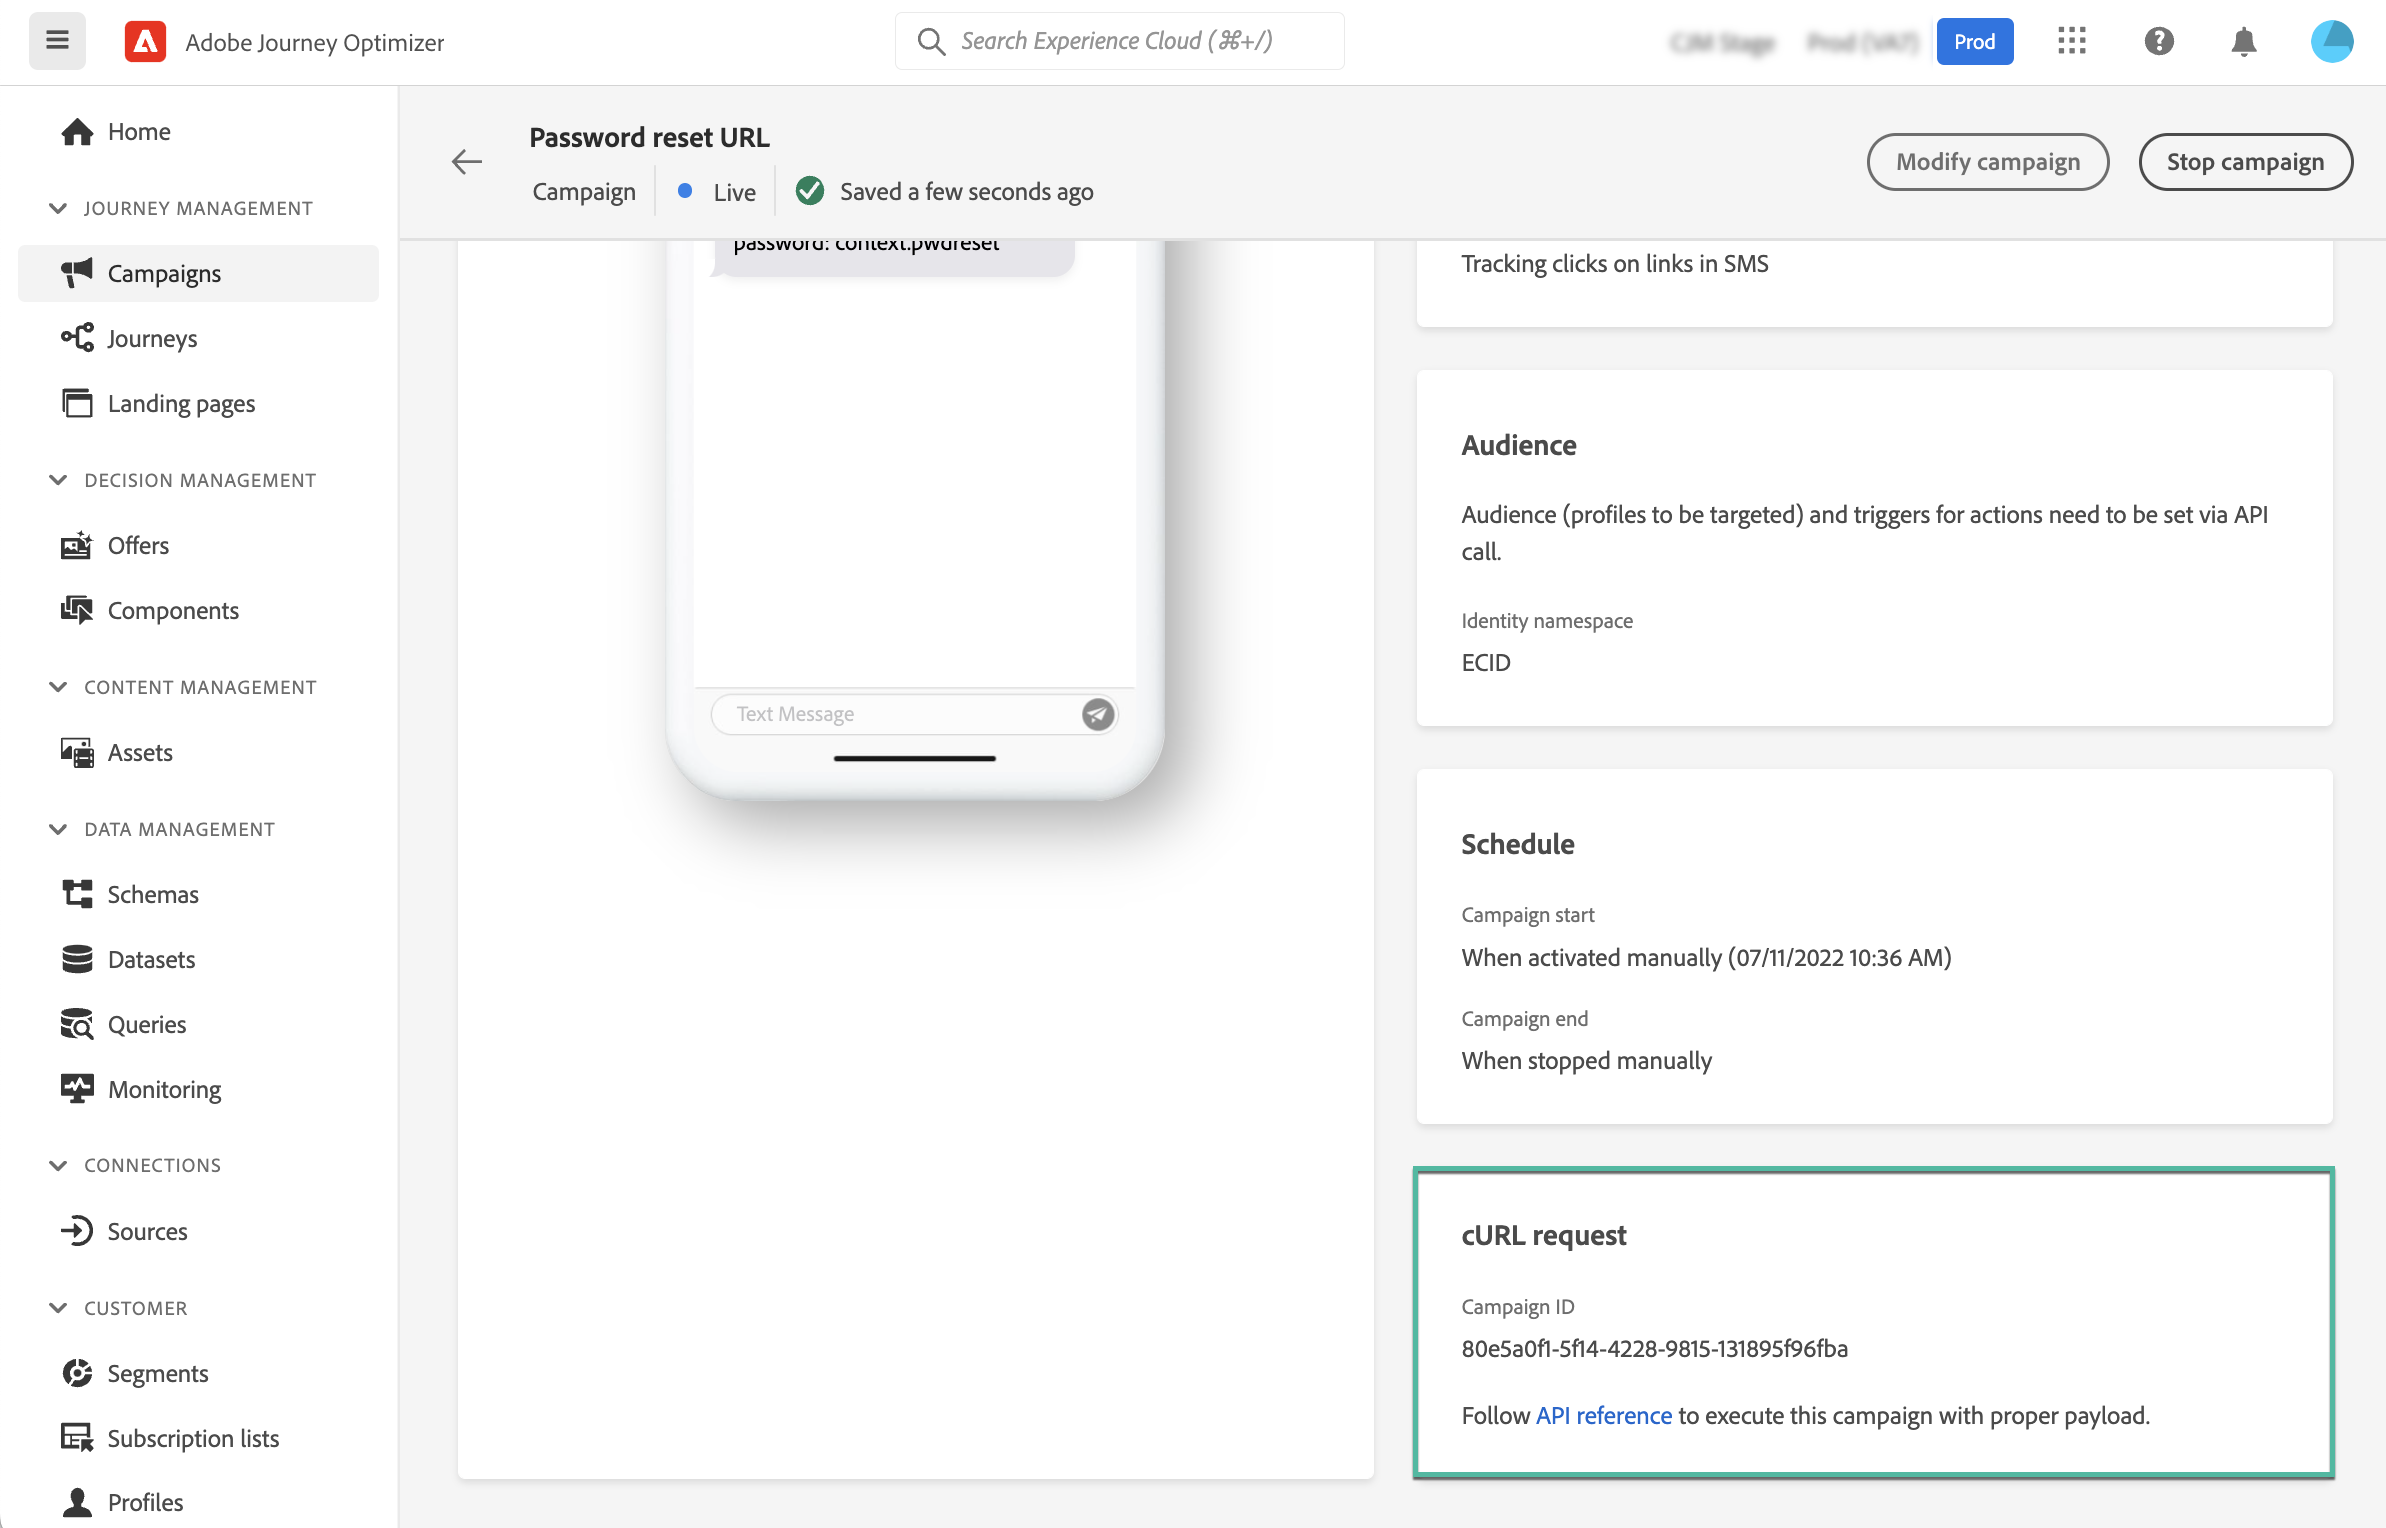 Adobe Journey Optimizer
Search Experience Cloud (⌘+/)
Prod
Home
JOURNEY MANAGEMENT
Campaigns
Journeys
Landing pages
DECISION MANAGEMENT
Offers
Components
CONTENT MANAGEMENT
Assets
DATA MANAGEMENT
Schemas
Datasets
Queries
Monitoring
CONNECTIONS
Sources
CUSTOMER
Segments
Subscription lists
Profiles
Password reset URL
Campaign
Live
Saved a few seconds ago
Modify campaign
Stop campaign
password: context.pwdreset
Text Message
Tracking clicks on links in SMS
Audience
Audience (profiles to be targeted) and triggers for actions need to be set via API
call.
Identity namespace
ECID
Schedule
Campaign start
When activated manually (07/11/2022 10:36 AM)
Campaign end
When stopped manually
cURL request
Campaign ID
80e5a0f1-5f14-4228-9815-131895f96fba
Follow API reference to execute this campaign with proper payload.